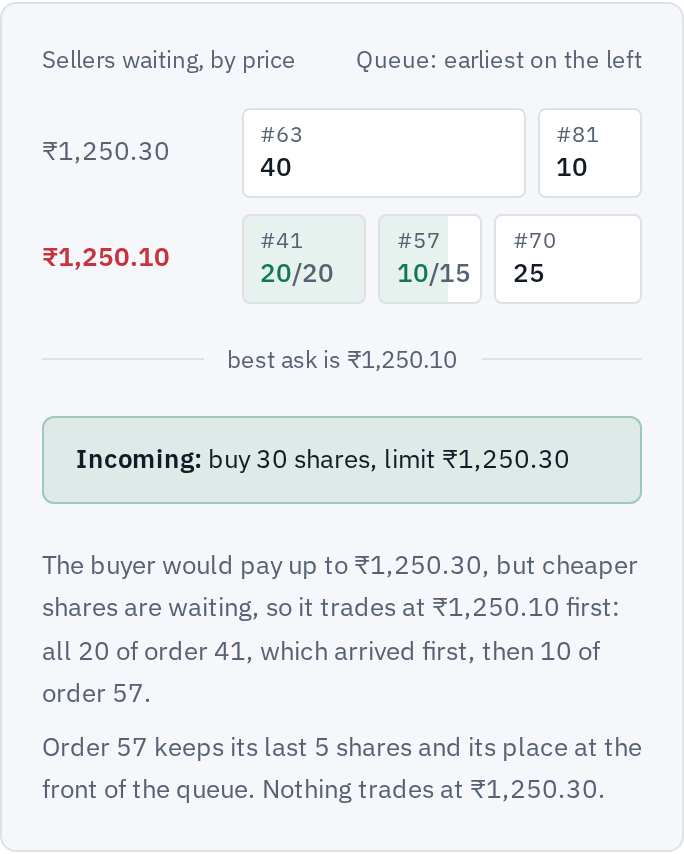 Sellers waiting, by price Queue: earliest on the left
₹1,250.30 #63 #81
40 10
₹1,250.10 #41 #57 #70
20/20 10/15 25
best ask is ₹1,250.10
Incoming: buy 30 shares, limit ₹1,250.30
The buyer would pay up to ₹1,250.30, but cheaper
shares are waiting, so it trades at ₹1,250.10 first:
all 20 of order 41, which arrived first, then 10 of
order 57.
Order 57 keeps its last 5 shares and its place at the
front of the queue. Nothing trades at ₹1,250.30.